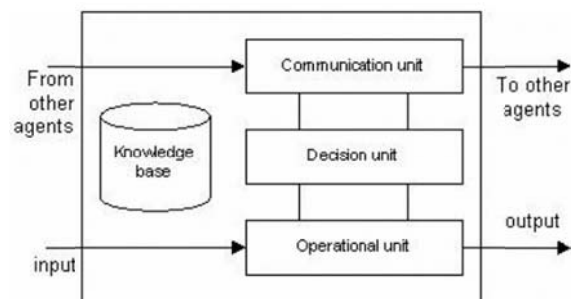 Communication unit
From
other
agents
To other
agents
Knowledge
base
Decision unit
Operational unit
input
output